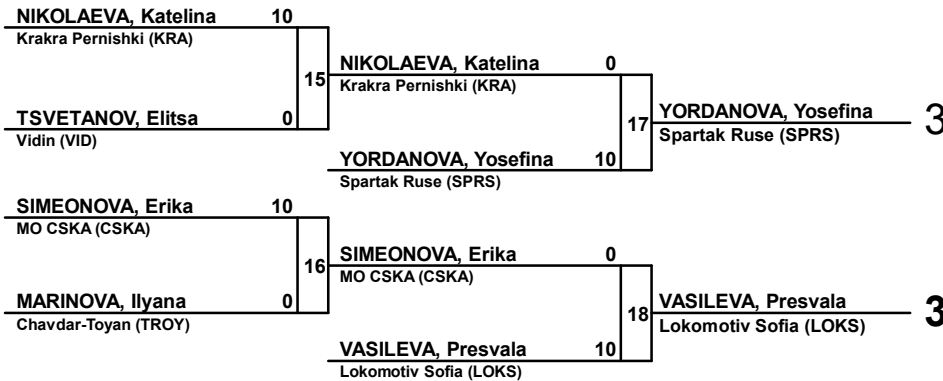 NIKOLAEVA, Katelina 10
Krakra Pernishki (KRA)
15
NIKOLAEVA, Katelina 0
Krakra Pernishki (KRA)
TSVETANOV, Elitsa 0
Vidin (VID)
17
YORDANOVA, Yosefina 3
Spartak Ruse (SPRS)
YORDANOVA, Yosefina 10
Spartak Ruse (SPRS)
SIMEONOVA, Erika 10
MO CSKA (CSKA)
16
SIMEONOVA, Erika 0
MO CSKA (CSKA)
MARINOVA, Ilyana 0
Chavdar-Toyan (TROY)
18
VASILEVA, Presvala 3
Lokomotiv Sofia (LOKS)
VASILEVA, Presvala 10
Lokomotiv Sofia (LOKS)